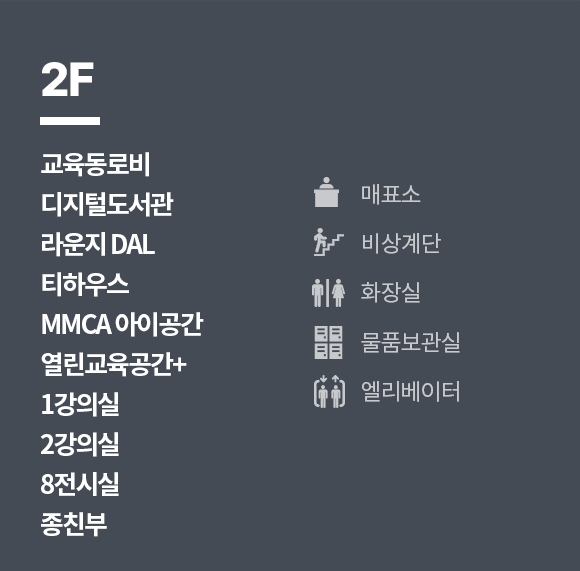 2F
교육동로비
디지털도서관
라운지 DAL
티하우스
MMCA 아이공간
열린교육공간+
1강의실
2강의실
8전시실
종친부
매표소
비상계단
화장실
물품보관실
엘리베이터